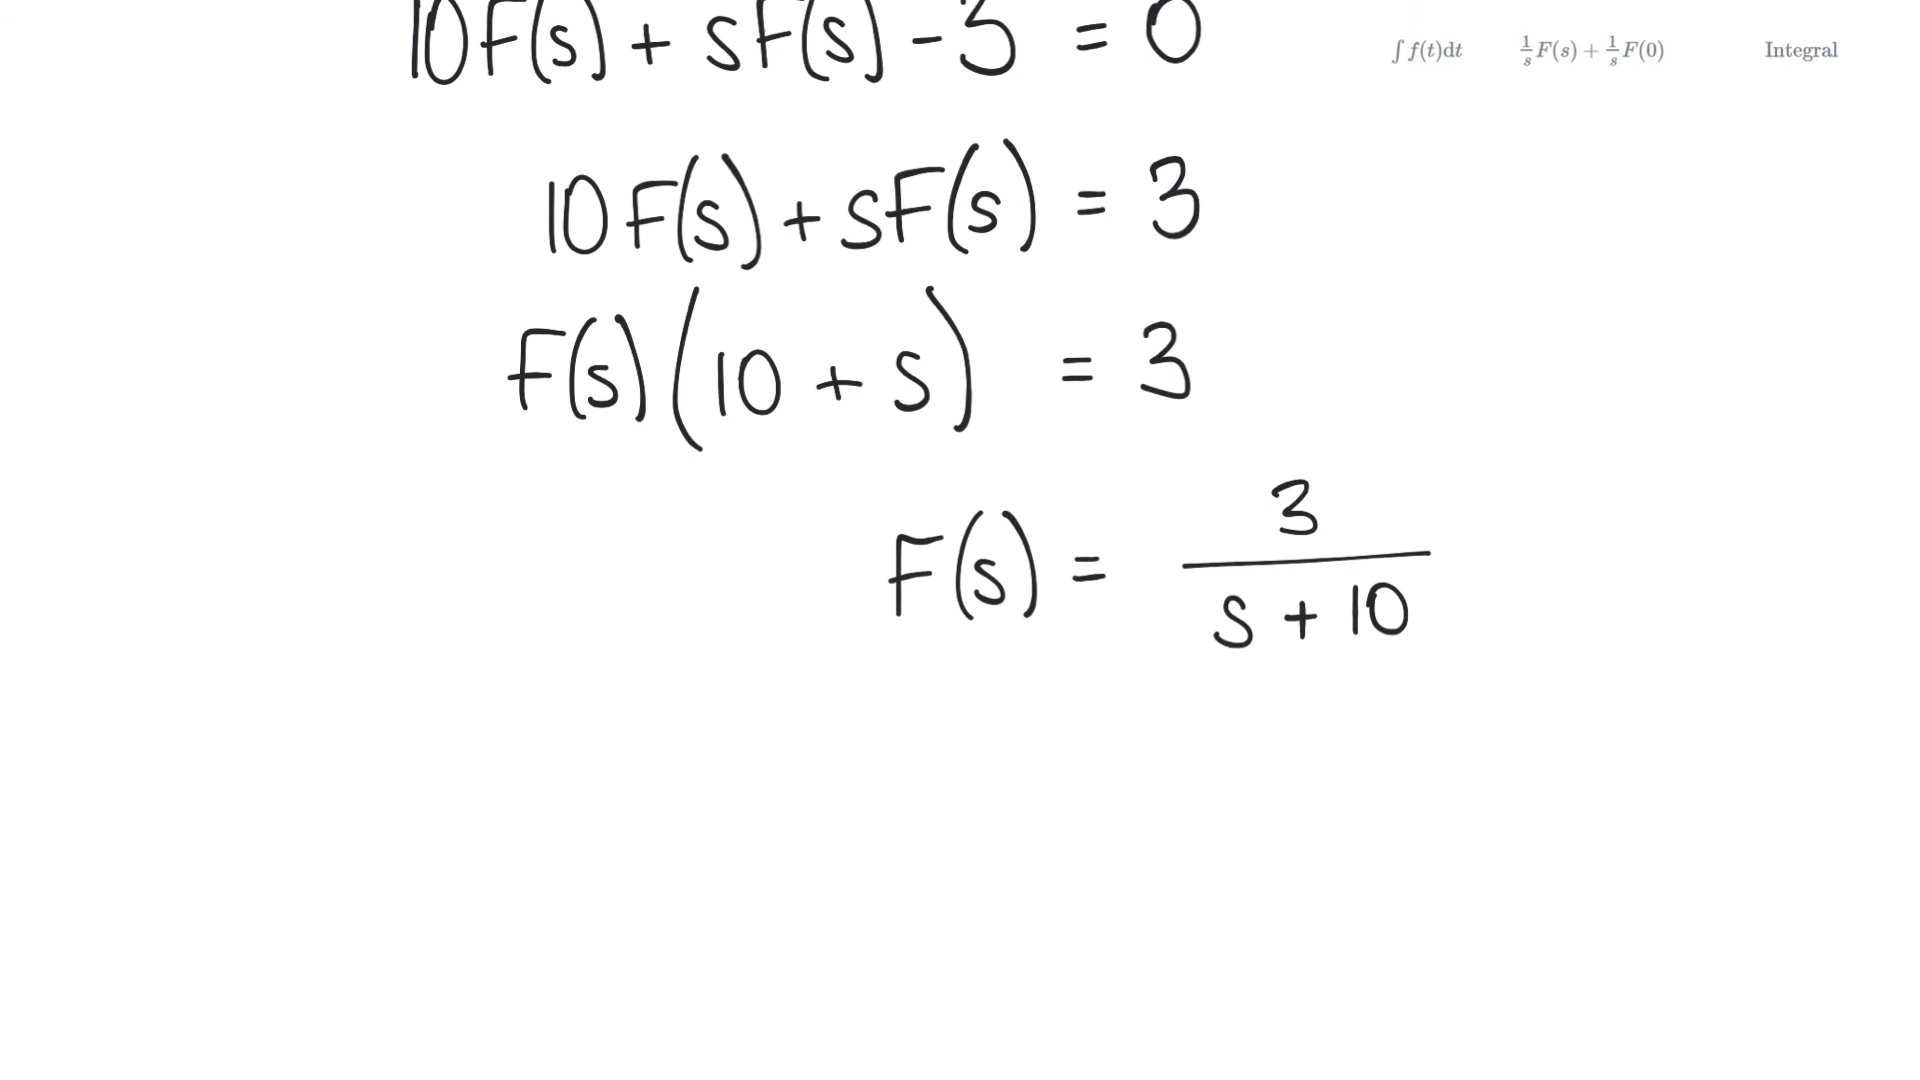 10F(s) + sF(s) - 3 = 0
∫ f(t)dt 1/s F(s) + 1/s F(0) Integral
10F(s) + sF(s) = 3
F(s)(10 + s) = 3
F(s) = 3/(s + 10)